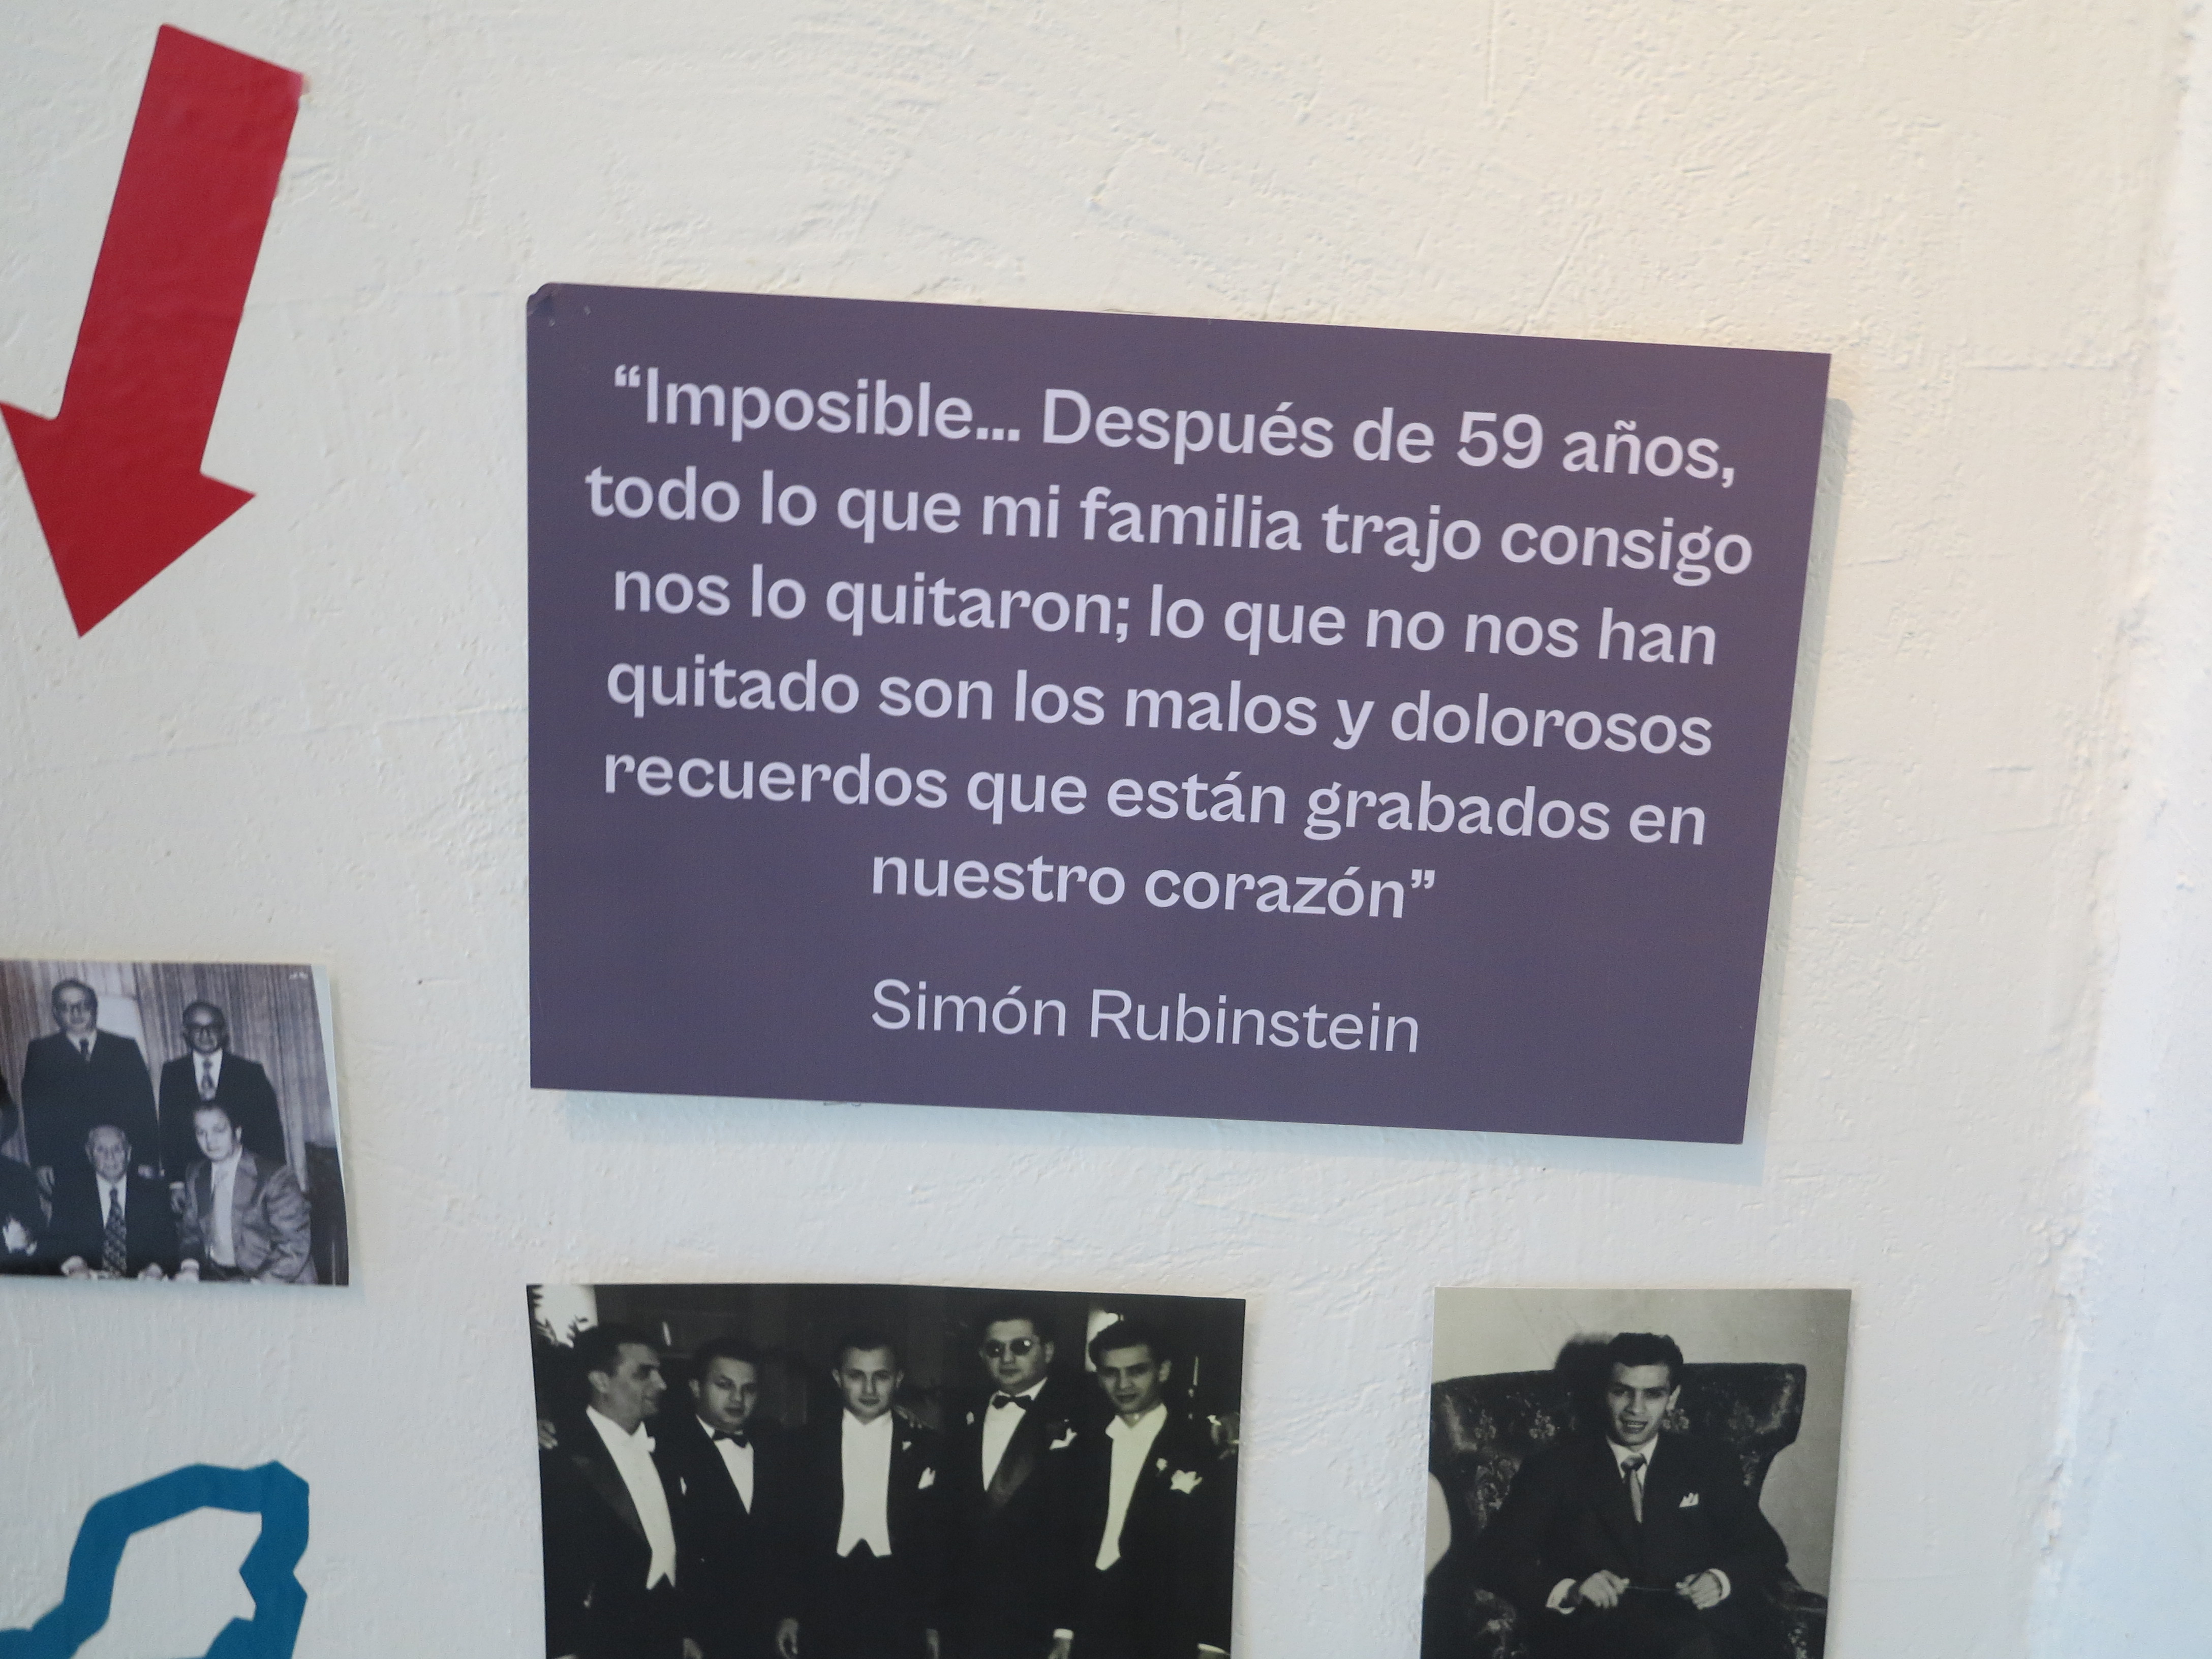 “Imposible... Después de 59 años,
todo lo que mi familia trajo consigo
nos lo quitaron; lo que no nos han
quitado son los malos y dolorosos
recuerdos que están grabados en
nuestro corazón”
Simón Rubinstein